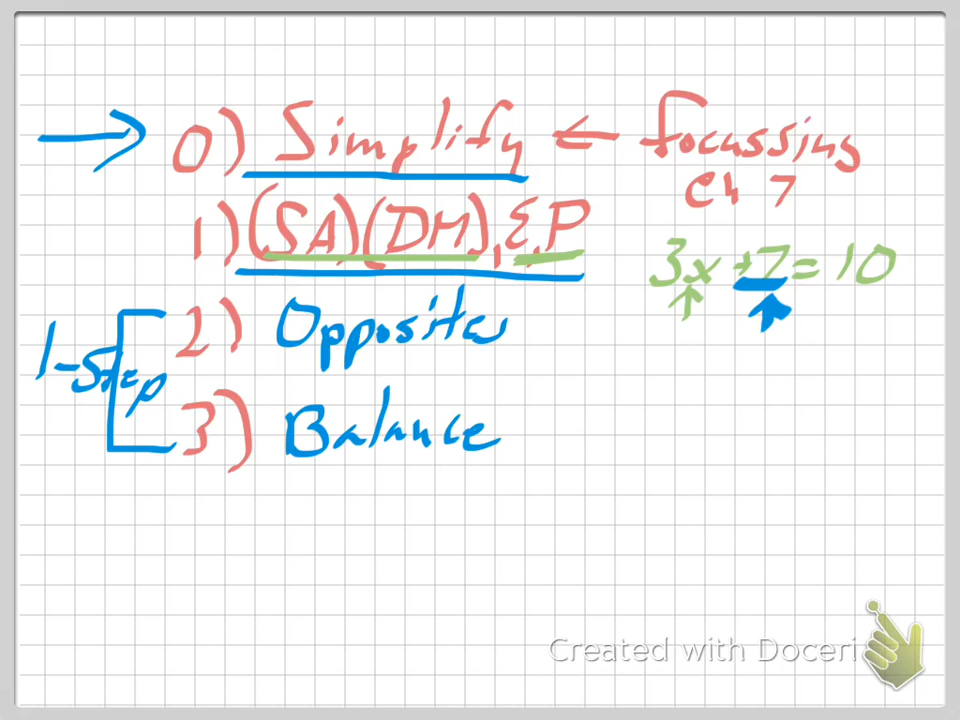 0) Simplify ← focussing
ch 7
1) (SA)(DM), E, P
3x +7 = 10
2) Opposites
1-Step
3) Balance
Created with Doceri